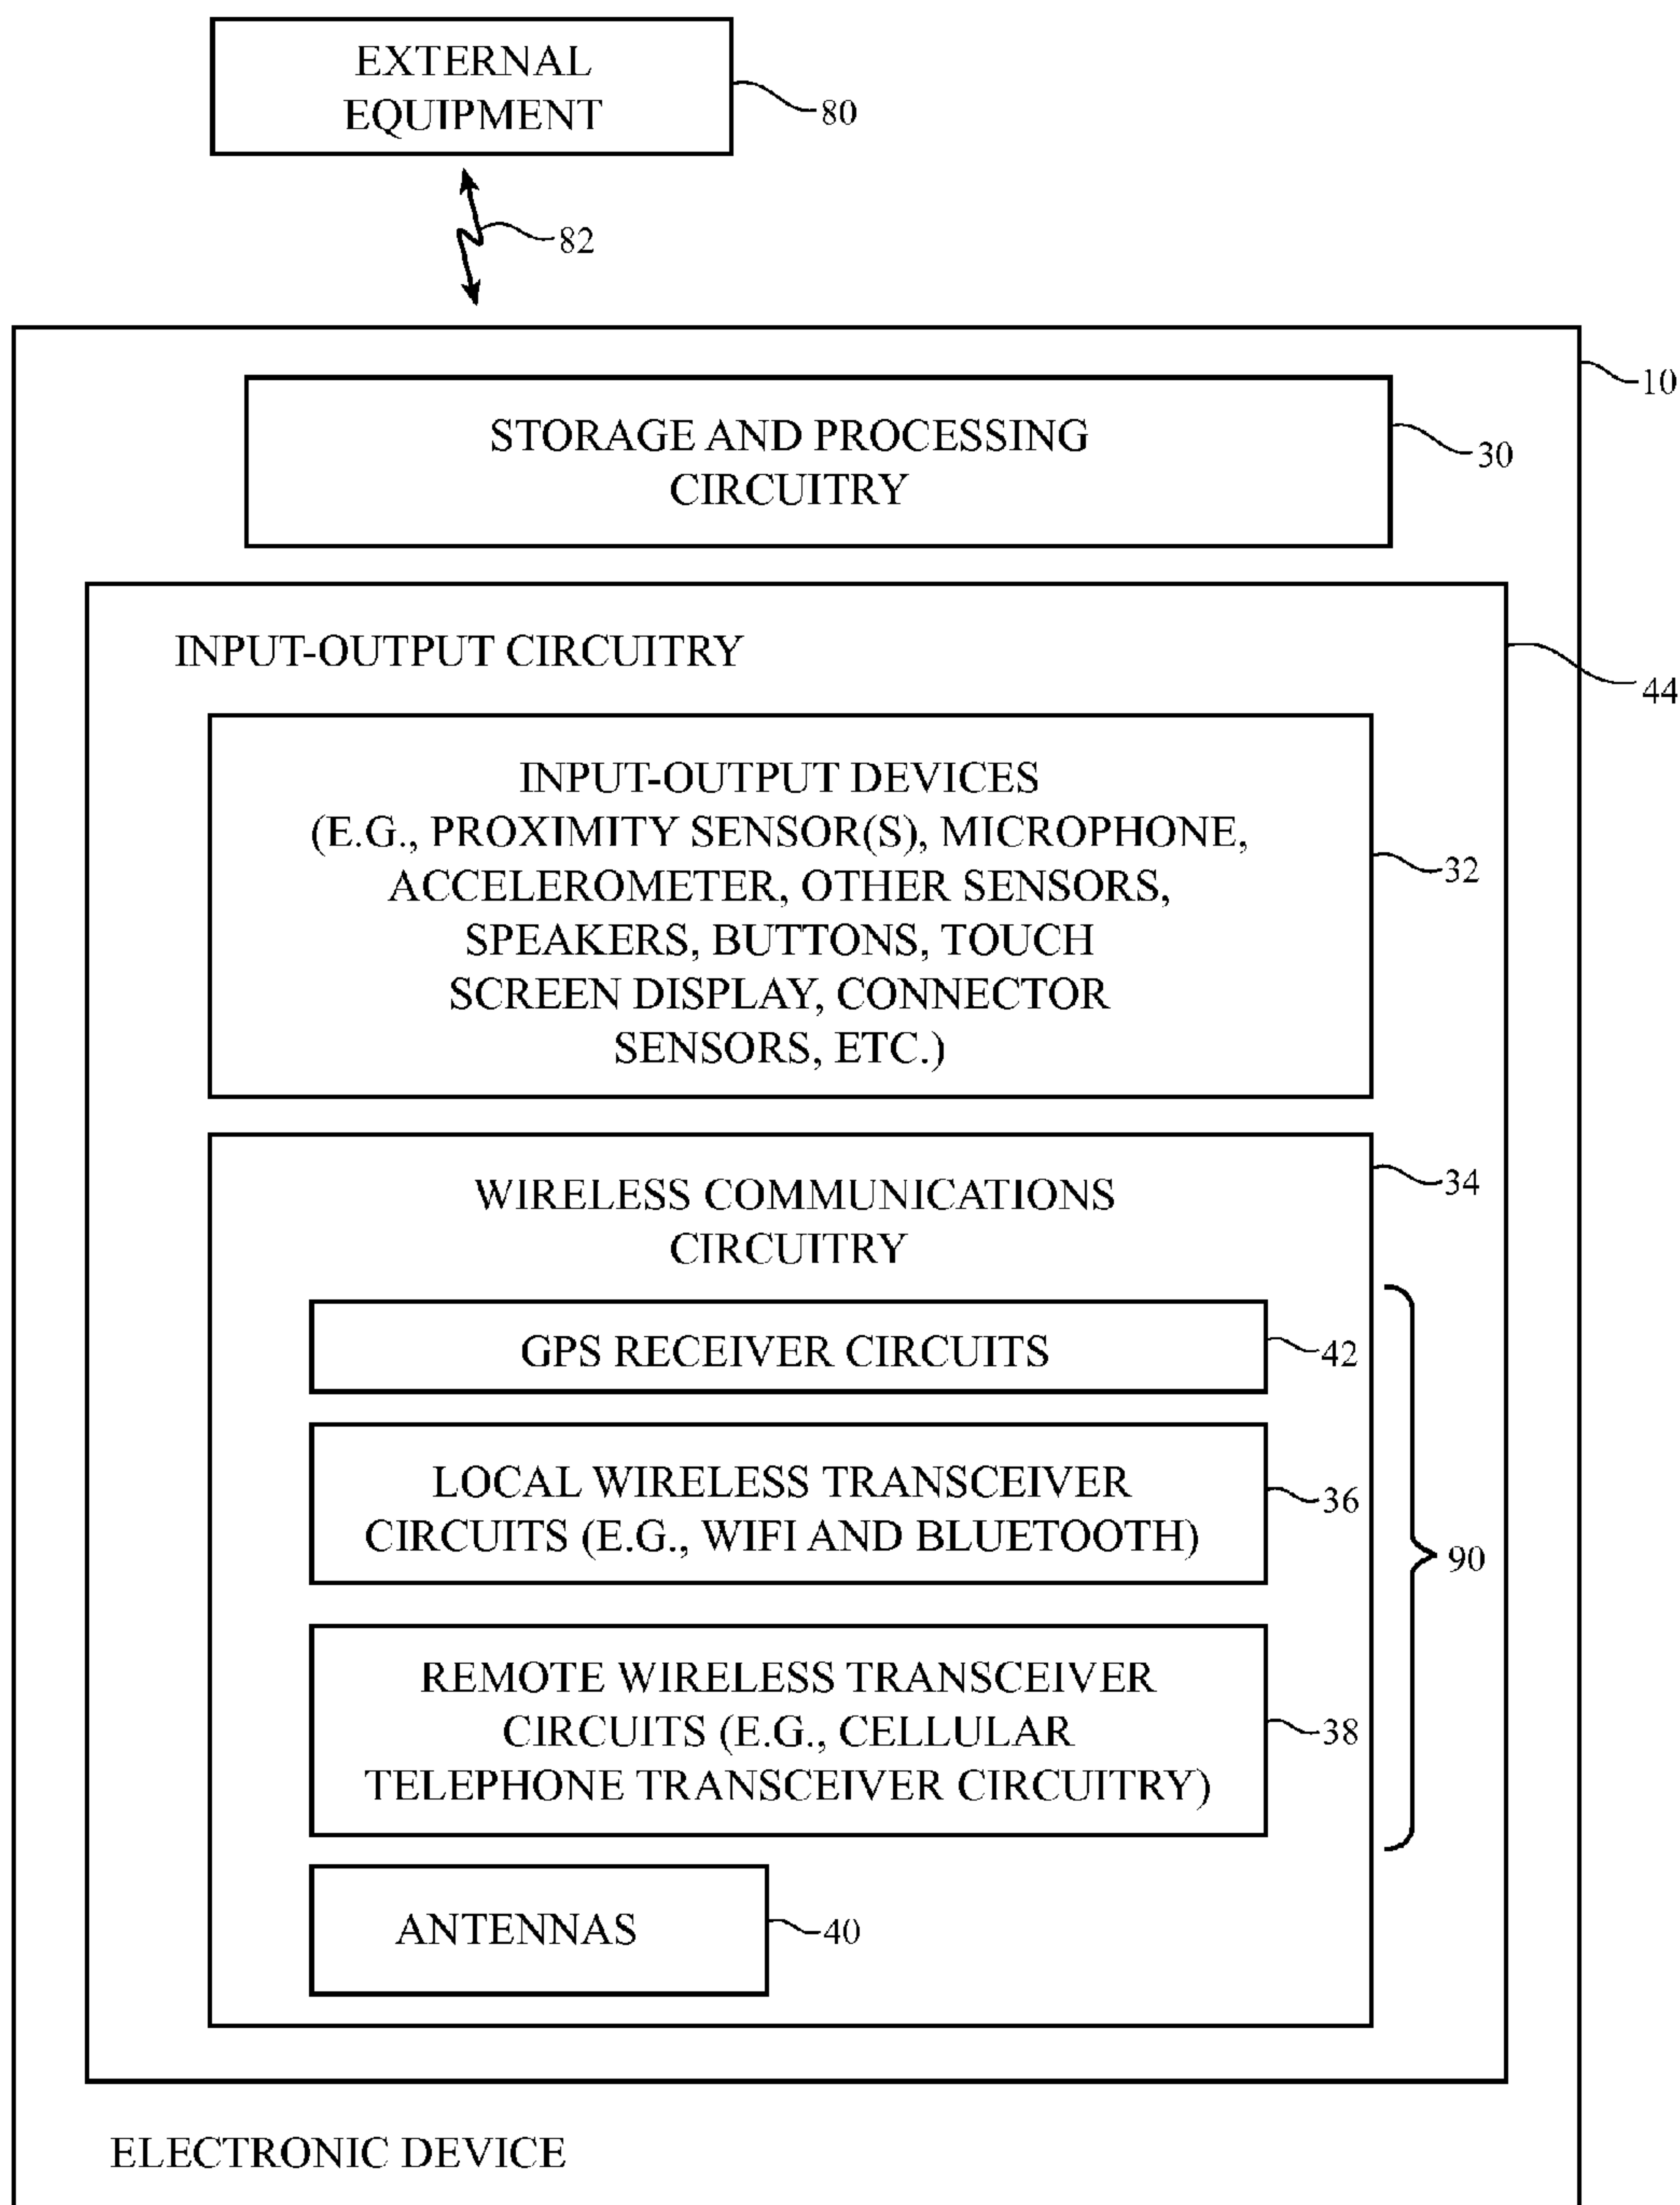 EXTERNAL
EQUIPMENT
80
82
10
STORAGE AND PROCESSING
CIRCUITRY
30
INPUT-OUTPUT CIRCUITRY
44
INPUT-OUTPUT DEVICES
(E.G., PROXIMITY SENSOR(S), MICROPHONE,
ACCELEROMETER, OTHER SENSORS,
SPEAKERS, BUTTONS, TOUCH
SCREEN DISPLAY, CONNECTOR
SENSORS, ETC.)
32
WIRELESS COMMUNICATIONS
CIRCUITRY
34
GPS RECEIVER CIRCUITS
42
LOCAL WIRELESS TRANSCEIVER
CIRCUITS (E.G., WIFI AND BLUETOOTH)
36
90
REMOTE WIRELESS TRANSCEIVER
CIRCUITS (E.G., CELLULAR
TELEPHONE TRANSCEIVER CIRCUITRY)
38
ANTENNAS
40
ELECTRONIC DEVICE